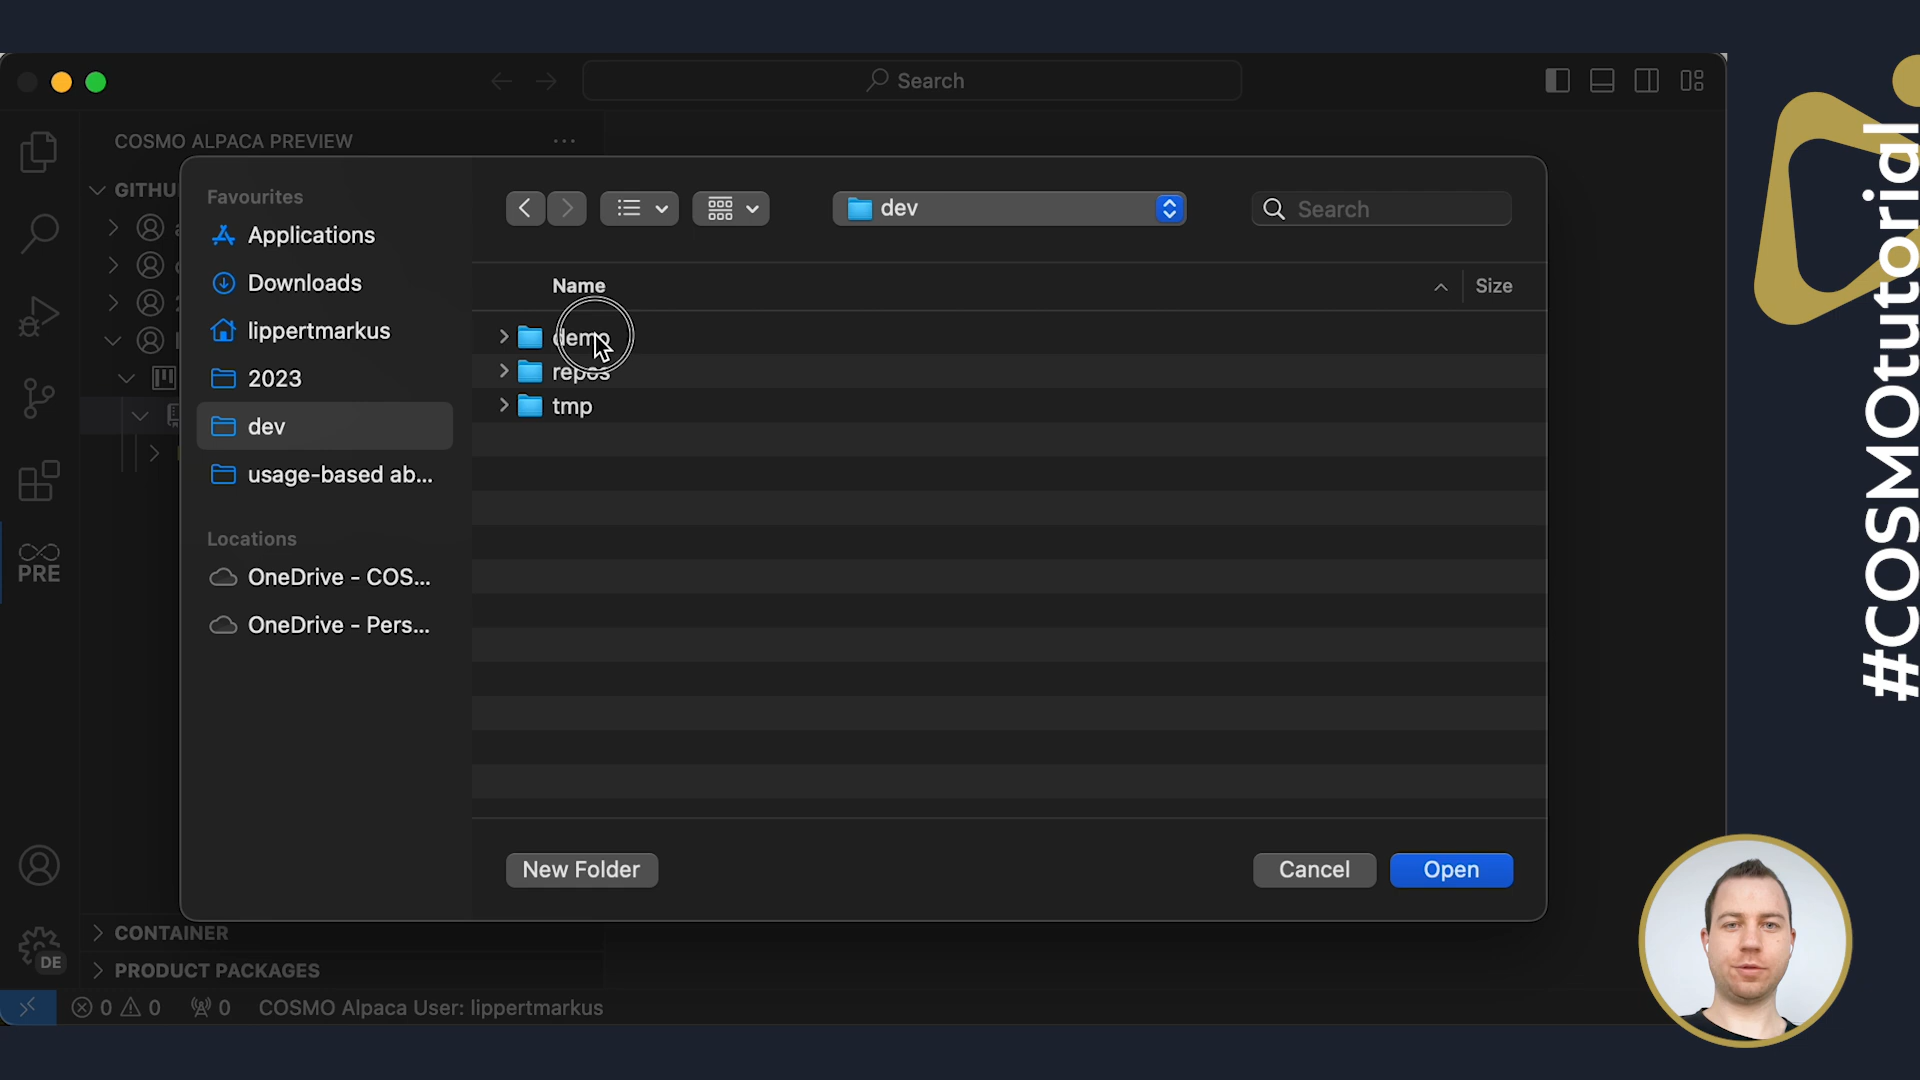 Search
COSMO ALPACA PREVIEW
GITHU
Favourites
Applications
Downloads
lippertmarkus
2023
dev
usage-based ab...
Locations
OneDrive - COS...
OneDrive - Pers...
dev
Search
Name
Size
demo
repos
tmp
New Folder
Cancel
Open
PRE
DE
CONTAINER
PRODUCT PACKAGES
0 0 0 COSMO Alpaca User: lippertmarkus
#COSMOtutorial